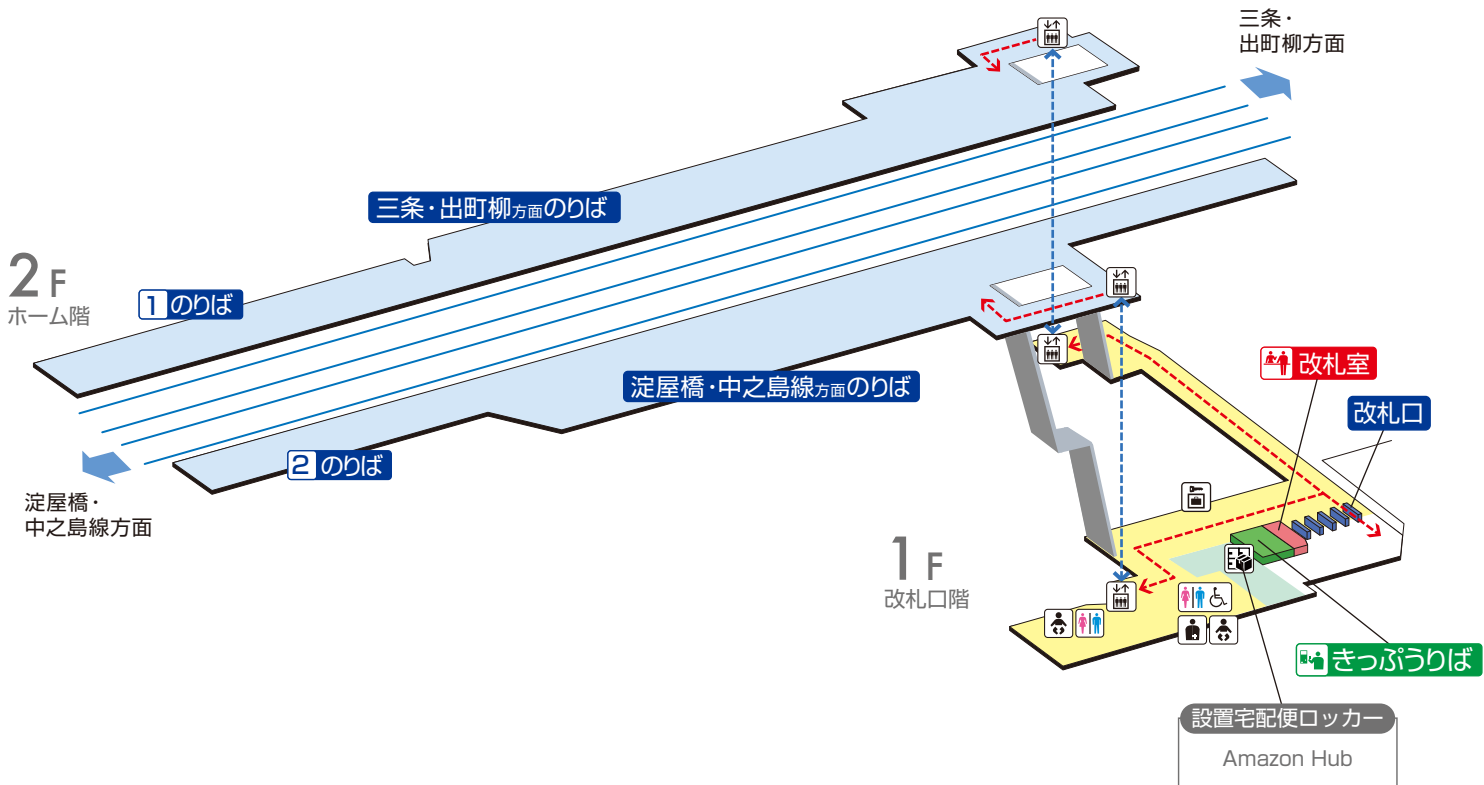 三条・
出町柳方面
三条・出町柳方面のりば
2F
ホーム階
1 のりば
淀屋橋・中之島線方面のりば
改札室
改札口
2 のりば
淀屋橋・
中之島線方面
1F
改札口階
きっぷうりば
設置宅配便ロッカー
Amazon Hub